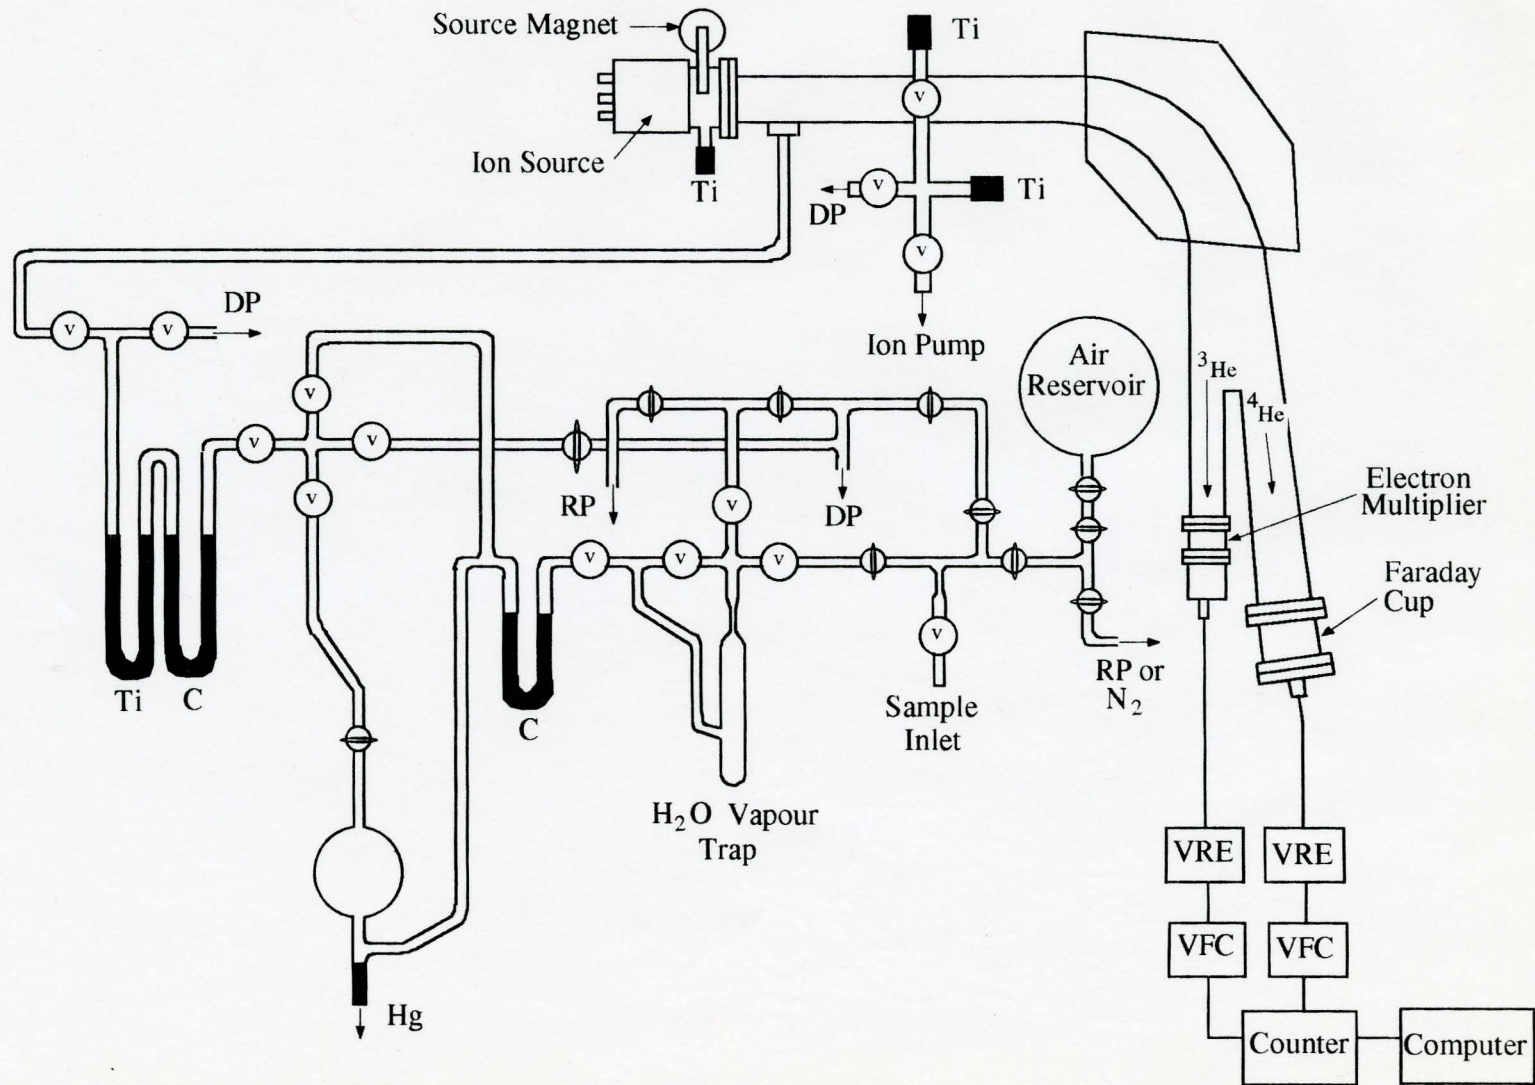 Source Magnet
Ti
v
Ion Source
Ti
v
Ti
DP
v
DP
v
v
Ion Pump
Air
Reservoir
³He
⁴He
v
v
v
v
RP
v
DP
Electron
Multiplier
v
v
v
v
Faraday
Cup
v
Ti
C
C
Sample
Inlet
RP or
N₂
H₂O Vapour
Trap
VRE
VRE
VFC
VFC
Hg
Counter
Computer